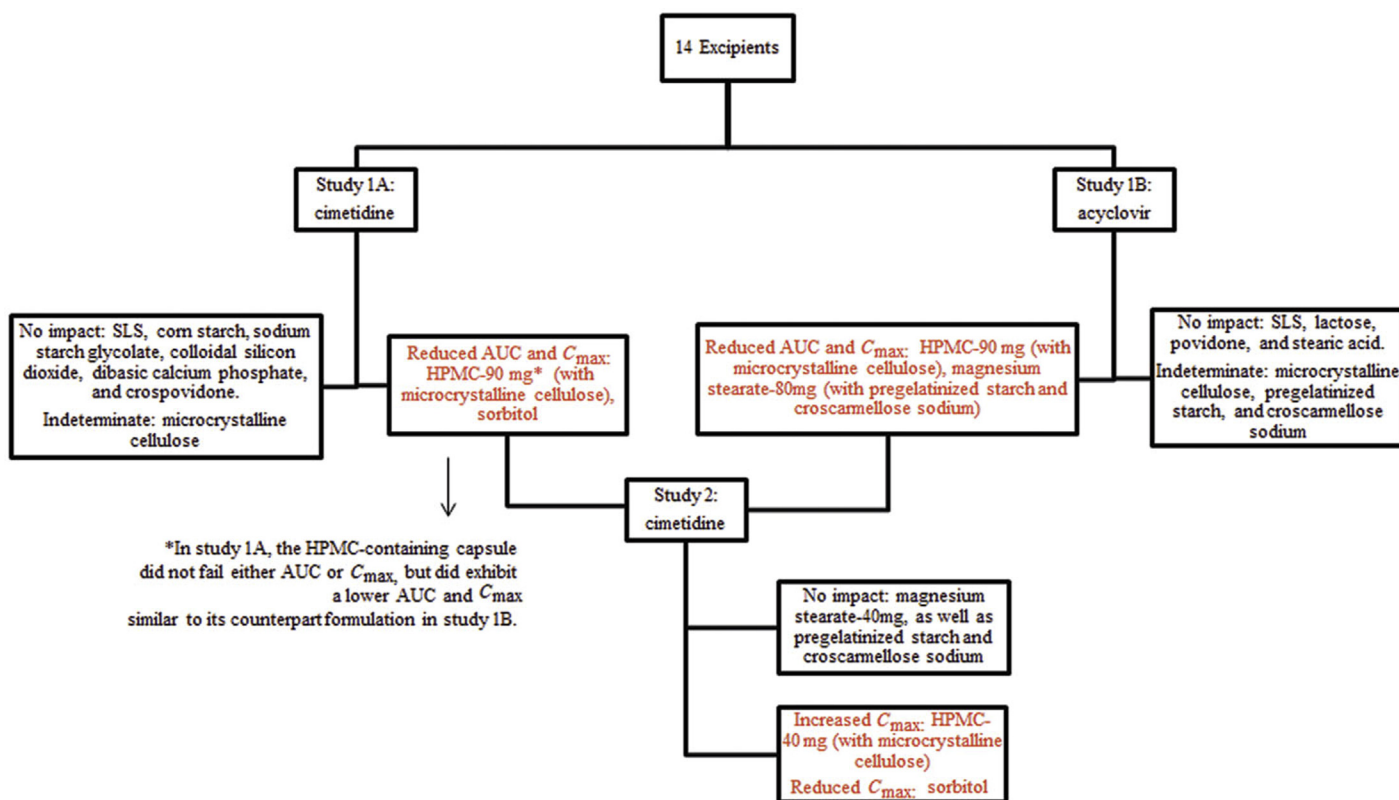 14 Excipients
Study 1A:
cimetidine
Study 1B:
acyclovir
No impact: SLS, corn starch, sodium
starch glycolate, colloidal silicon
dioxide, dibasic calcium phosphate,
and crospovidone.
Indeterminate: microcrystalline
cellulose
Reduced AUC and Cmax:
HPMC-90 mg* (with
microcrystalline cellulose),
sorbitol
Reduced AUC and Cmax: HPMC-90 mg (with
microcrystalline cellulose), magnesium
stearate-80mg (with pregelatinized starch and
croscarmellose sodium)
No impact: SLS, lactose,
povidone, and stearic acid.
Indeterminate: microcrystalline
cellulose, pregelatinized
starch, and croscarmellose
sodium
Study 2:
cimetidine
*In study 1A, the HPMC-containing capsule
did not fail either AUC or Cmax, but did exhibit
a lower AUC and Cmax
similar to its counterpart formulation in study 1B.
No impact: magnesium
stearate-40mg, as well as
pregelatinized starch and
croscarmellose sodium
Increased Cmax: HPMC-
40 mg (with microcrystalline
cellulose)
Reduced Cmax: sorbitol